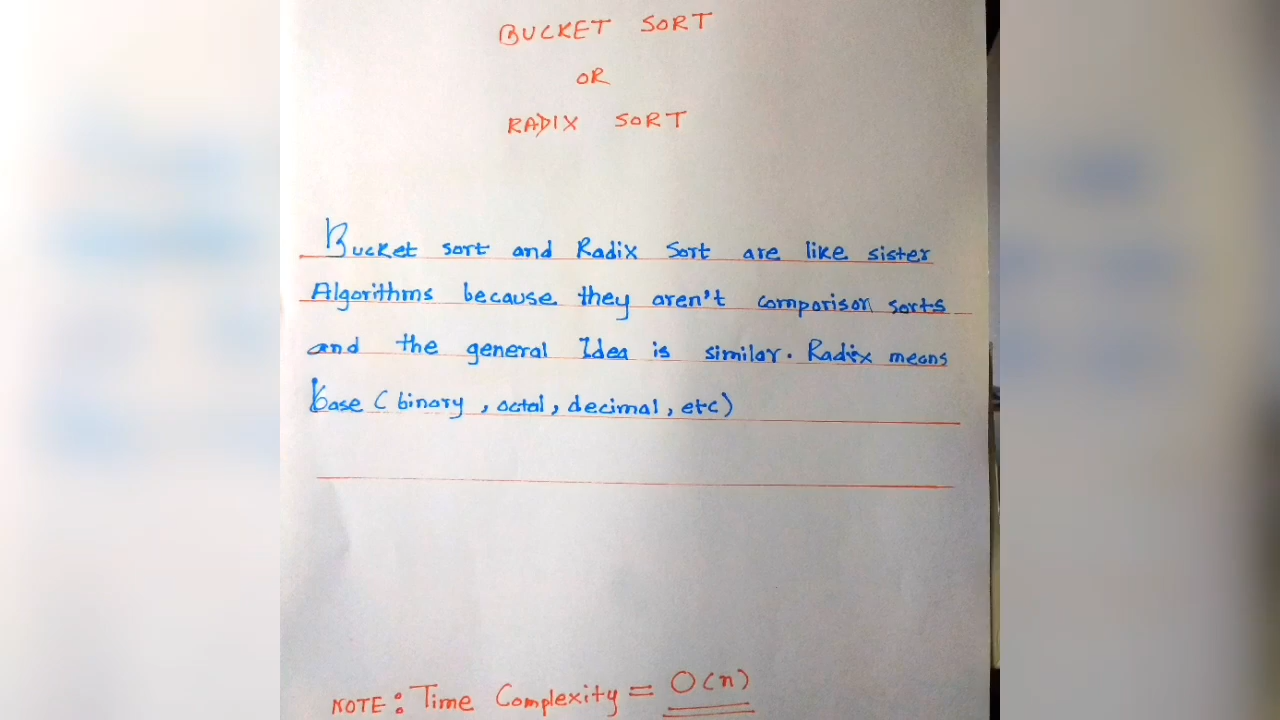 BUCKET SORT
OR
RADIX SORT
Bucket sort and Radix Sort are like sister
Algorithms because they aren't comparison sorts
and the general Idea is similar. Radix means
base ( binary , octal, decimal, etc)
NOTE: Time Complexity = O(n)